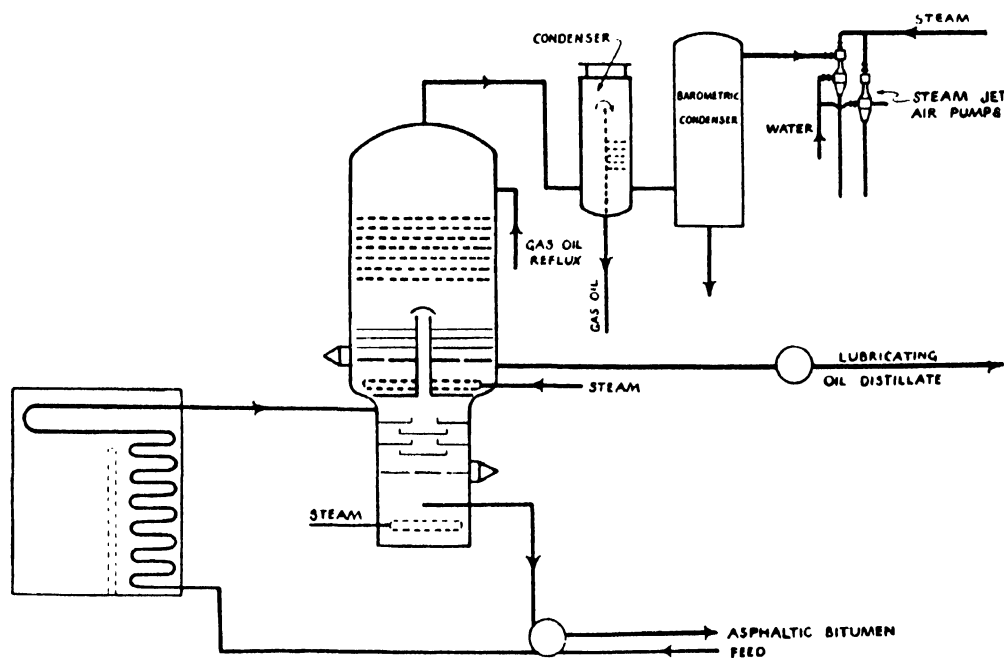 STEAM
CONDENSER
BAROMETRIC
CONDENSER
STEAM JET
AIR PUMPS
WATER
GAS OIL
REFLUX
GAS OIL
LUBRICATING
OIL DISTILLATE
STEAM
STEAM
ASPHALTIC BITUMEN
FEED